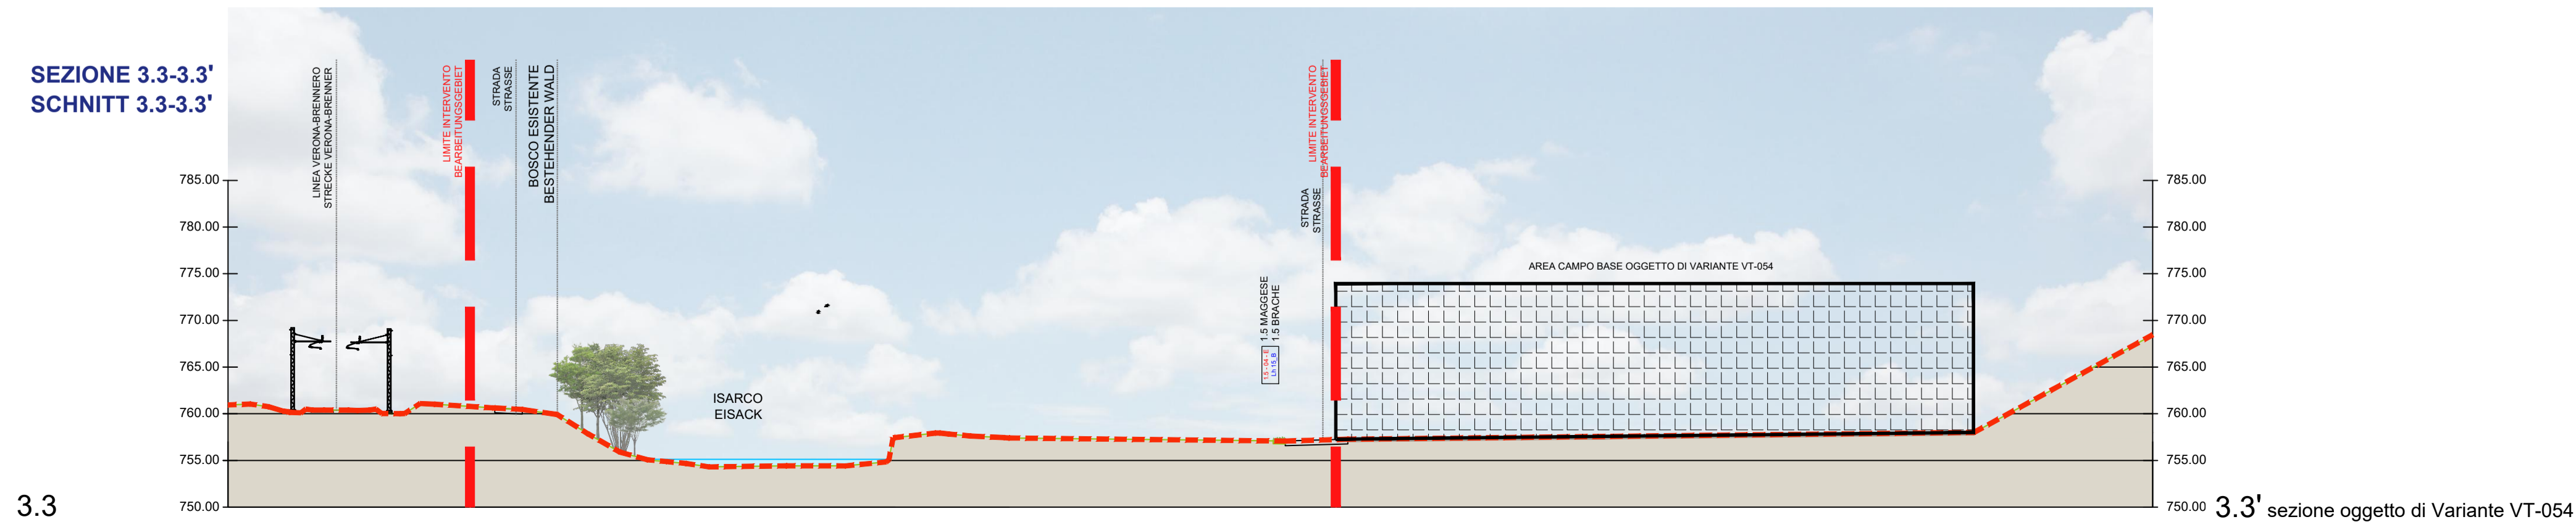 SEZIONE 3.3-3.3'
SCHNITT 3.3-3.3'
LINEA VERONA-BRENNERO
STRECKE VERONA-BRENNER
LIMITE INTERVENTO
BEARBEITUNGSGEBIET
STRADA
STRASSE
BOSCO ESISTENTE
BESTEHENDER WALD
LIMITE INTERVENTO
BEARBEITUNGSGEBIET
STRADA
STRASSE
1.5 MAGGESE
1.5 BRACHE
AREA CAMPO BASE OGGETTO DI VARIANTE VT-054
ISARCO
EISACK
785.00
780.00
775.00
770.00
765.00
760.00
755.00
750.00
785.00
780.00
775.00
770.00
765.00
760.00
755.00
750.00
3.3
3.3' sezione oggetto di Variante VT-054